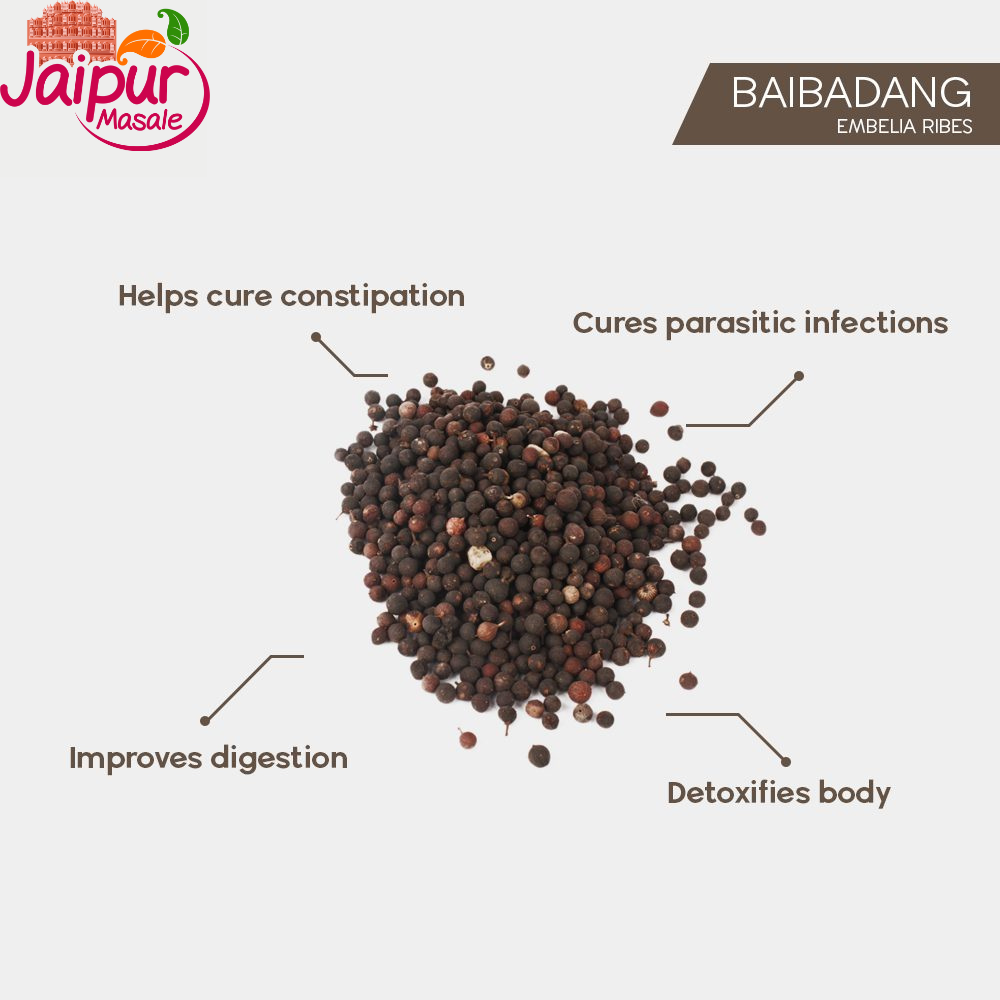 Jaipur
Masale
BAIBADANG
EMBELIA RIBES
Helps cure constipation
Cures parasitic infections
Improves digestion
Detoxifies body